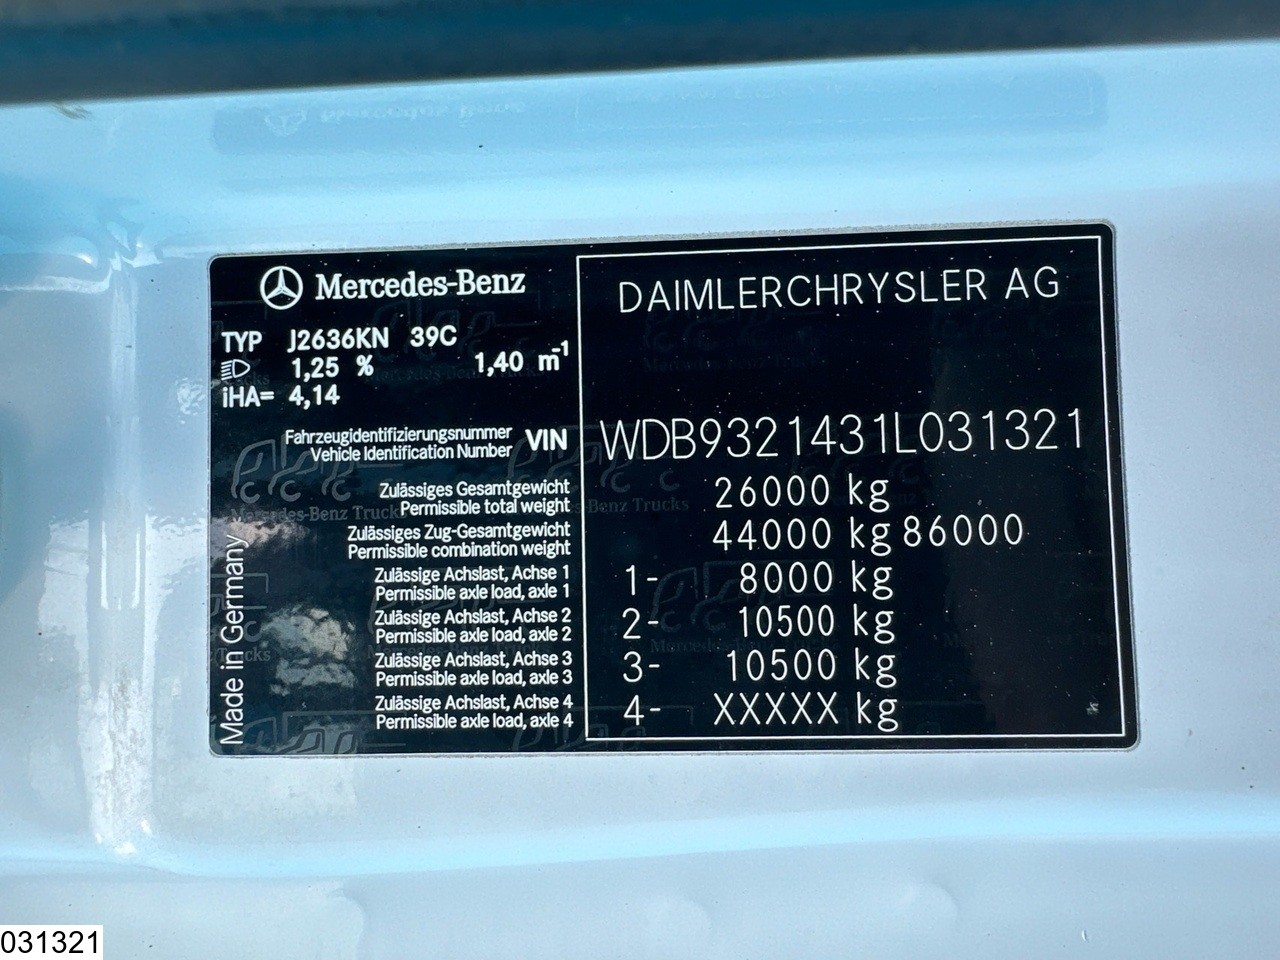 Mercedes-Benz
DAIMLERCHRYSLER AG
TYP J2636KN 39C
1,25 % 1,40 m-1
iHA= 4,14
Fahrzeugidentifizierungsnummer
Vehicle Identification Number
VIN WDB9321431L031321
Zulässiges Gesamtgewicht
Permissible total weight
26000 kg
Zulässiges Zug-Gesamtgewicht
Permissible combination weight
44000 kg 86000
Zulässige Achslast, Achse 1
Permissible axle load, axle 1
1- 8000 kg
Zulässige Achslast, Achse 2
Permissible axle load, axle 2
2- 10500 kg
Zulässige Achslast, Achse 3
Permissible axle load, axle 3
3- 10500 kg
Zulässige Achslast, Achse 4
Permissible axle load, axle 4
4- XXXXX kg
Made in Germany
031321